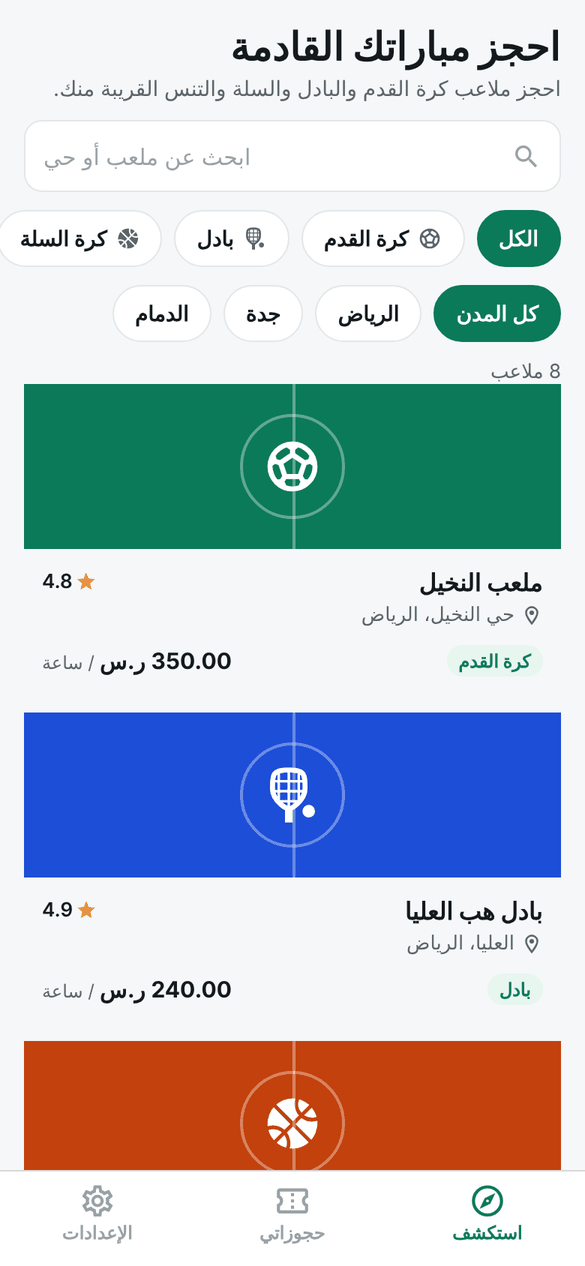 احجز مباراتك القادمة
احجز ملاعب كرة القدم والبادل والسلة والتنس القريبة منك.
ابحث عن ملعب أو حي
الكل
كرة القدم
بادل
كرة السلة
كل المدن
الرياض
جدة
الدمام
8 ملاعب
ملعب النخيل
4.8
حي النخيل، الرياض
كرة القدم
350.00 ر.س / ساعة
بادل هب العليا
4.9
العليا، الرياض
بادل
240.00 ر.س / ساعة
استكشف
حجوزاتي
الإعدادات